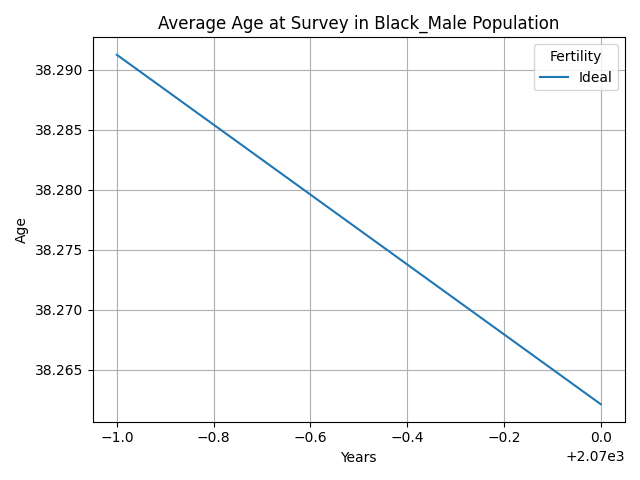 Average Age at Survey in Black_Male Population
Fertility
Ideal
38.290
38.285
38.280
38.275
38.270
38.265
Age
−1.0
−0.8
−0.6
−0.4
−0.2
0.0
Years
+2.07e3